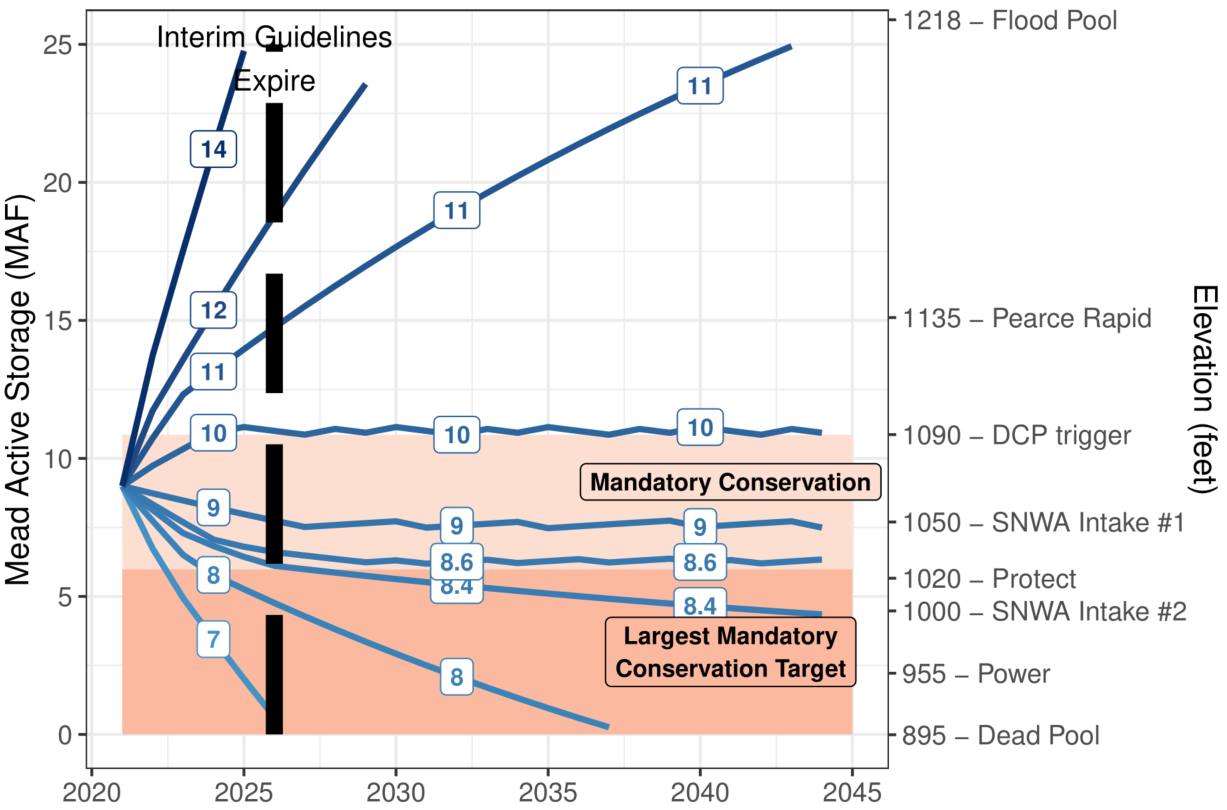 Interim Guidelines
Expire
Mead Active Storage (MAF)
25
20
15
10
5
0
2020
2025
2030
2035
2040
2045
14
12
11
11
11
10
10
10
9
9
9
8.6
8.6
8.4
8.4
8
8
7
Mandatory Conservation
Largest Mandatory
Conservation Target
1218 – Flood Pool
1135 – Pearce Rapid
1090 – DCP trigger
1050 – SNWA Intake #1
1020 – Protect
1000 – SNWA Intake #2
955 – Power
895 – Dead Pool
Elevation (feet)